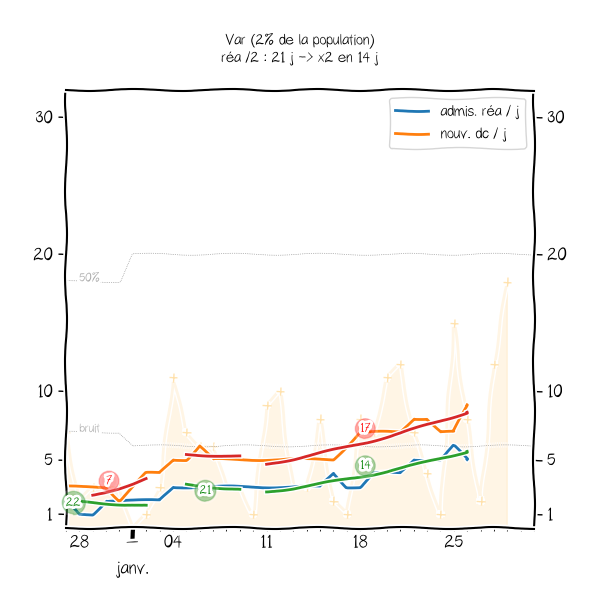 Var (2% de la population)
réa /2 : 21 j -> x2 en 14 j
admis. réa / j
nouv. dc / j
30 30
20 20
50%
10 10
bruit
17
5 5
14
7
21
22
1 1
28 04 11 18 25
janv.